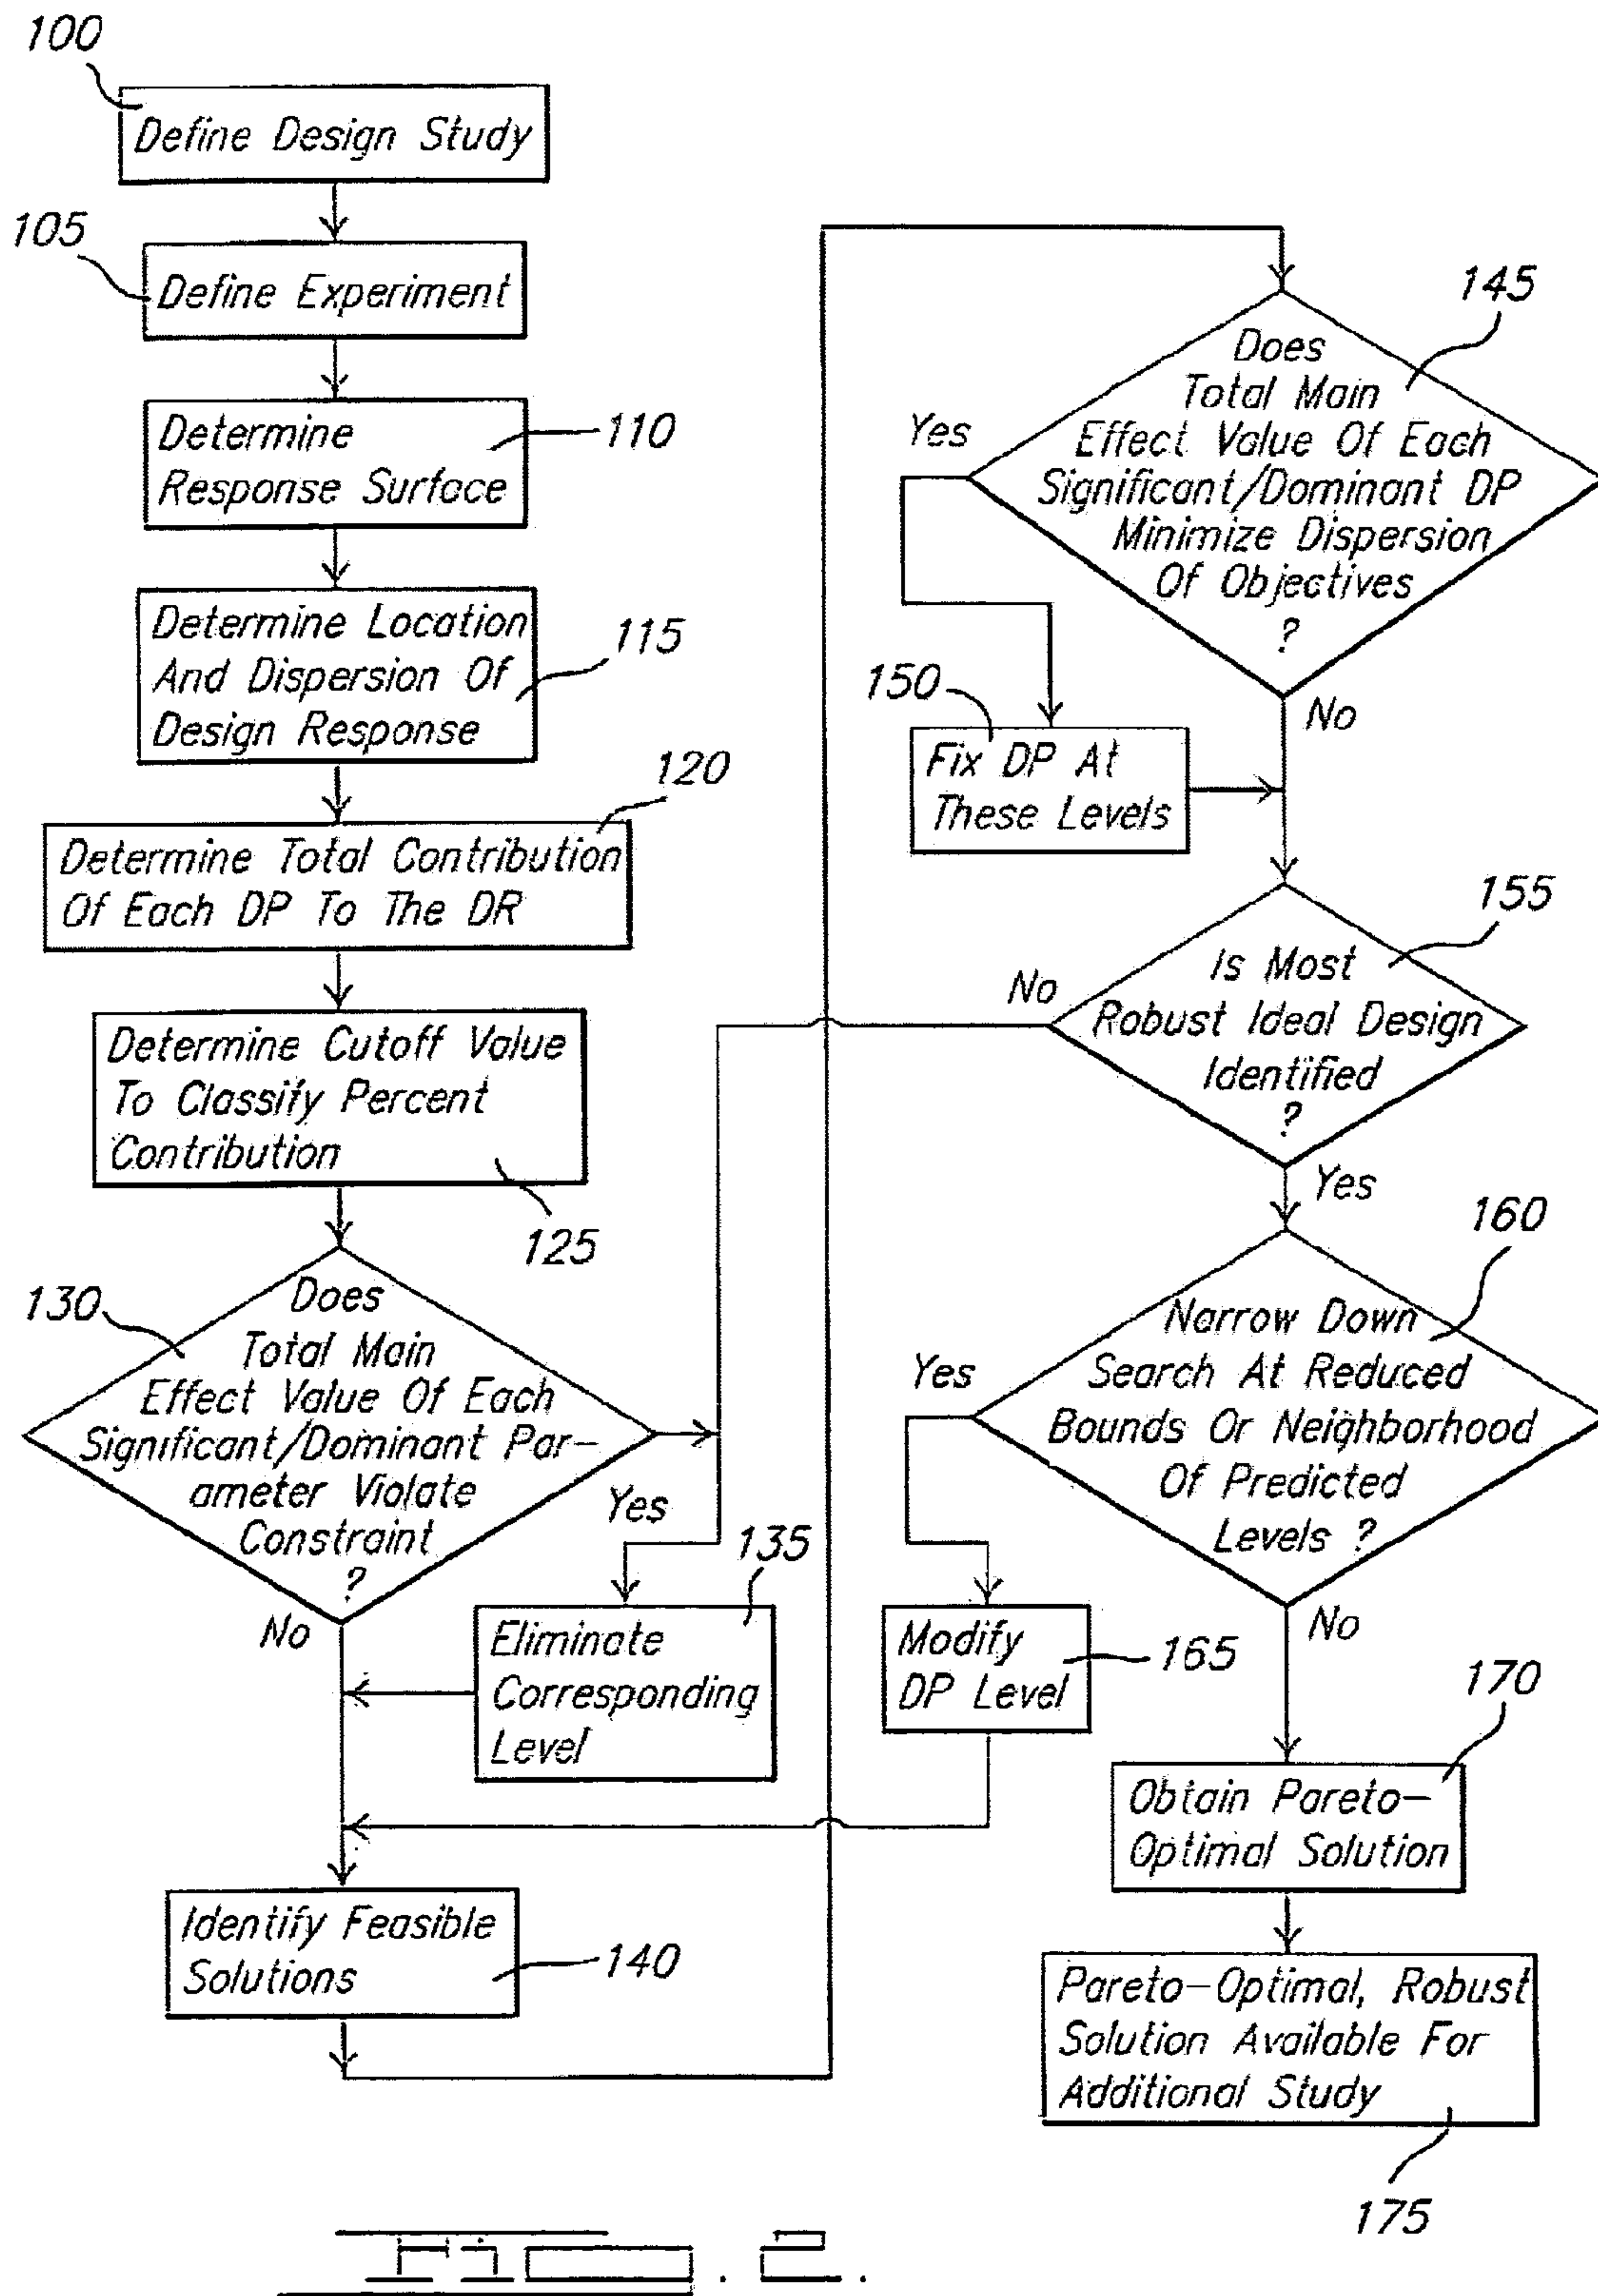 100
Define Design Study
105
Define Experiment
Determine
Response Surface
110
Determine Location
And Dispersion Of
Design Response
115
120
Determine Total Contribution
Of Each DP To The DR
Determine Cutoff Value
To Classify Percent
Contribution
125
130
Does
Total Main
Effect Value Of Each
Significant/Dominant Par-
ameter Violate
Constraint
?
Yes
No
135
Eliminate
Corresponding
Level
Identify Feasible
Solutions
140
145
Does
Total Main
Effect Value Of Each
Significant/Dominant DP
Minimize Dispersion
Of Objectives
?
Yes
No
150
Fix DP At
These Levels
155
Is Most
Robust Ideal Design
Identified
?
No
Yes
160
Narrow Down
Search At Reduced
Bounds Or Neighborhood
Of Predicted
Levels ?
Yes
No
Modify
DP Level
165
170
Obtain Pareto-
Optimal Solution
Pareto-Optimal, Robust
Solution Available For
Additional Study
175